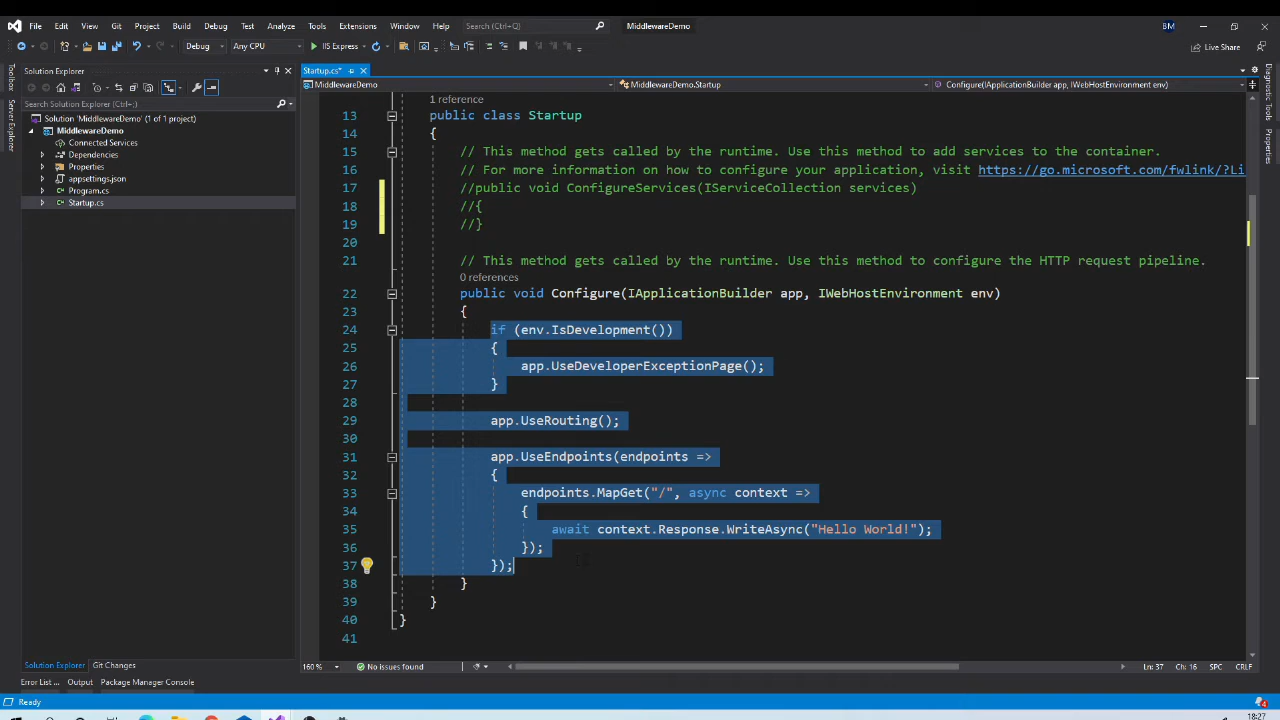 File Edit View Git Project Build Debug Test Analyze Tools Extensions Window Help Search (Ctrl+Q) MiddlewareDemo BM
Debug Any CPU IIS Express Live Share
Toolbox
Server Explorer
Solution Explorer
Search Solution Explorer (Ctrl+;)
Solution 'MiddlewareDemo' (1 of 1 project)
MiddlewareDemo
Connected Services
Dependencies
Properties
appsettings.json
Program.cs
Startup.cs
Startup.cs*
MiddlewareDemo MiddlewareDemo.Startup Configure(IApplicationBuilder app, IWebHostEnvironment env)
1 reference
13 public class Startup
14 {
15 // This method gets called by the runtime. Use this method to add services to the container.
16 // For more information on how to configure your application, visit https://go.microsoft.com/fwlink/?Li
17 //public void ConfigureServices(IServiceCollection services)
18 //{
19 //}
20
21 // This method gets called by the runtime. Use this method to configure the HTTP request pipeline.
0 references
22 public void Configure(IApplicationBuilder app, IWebHostEnvironment env)
23 {
24 if (env.IsDevelopment())
25 {
26 app.UseDeveloperExceptionPage();
27 }
28
29 app.UseRouting();
30
31 app.UseEndpoints(endpoints =>
32 {
33 endpoints.MapGet("/", async context =>
34 {
35 await context.Response.WriteAsync("Hello World!");
36 });
37 });
38 }
39 }
40 }
41
Diagnostic Tools
Properties
Solution Explorer Git Changes
160 % No issues found Ln: 37 Ch: 16 SPC CRLF
Error List ... Output Package Manager Console
Ready 4
18:27